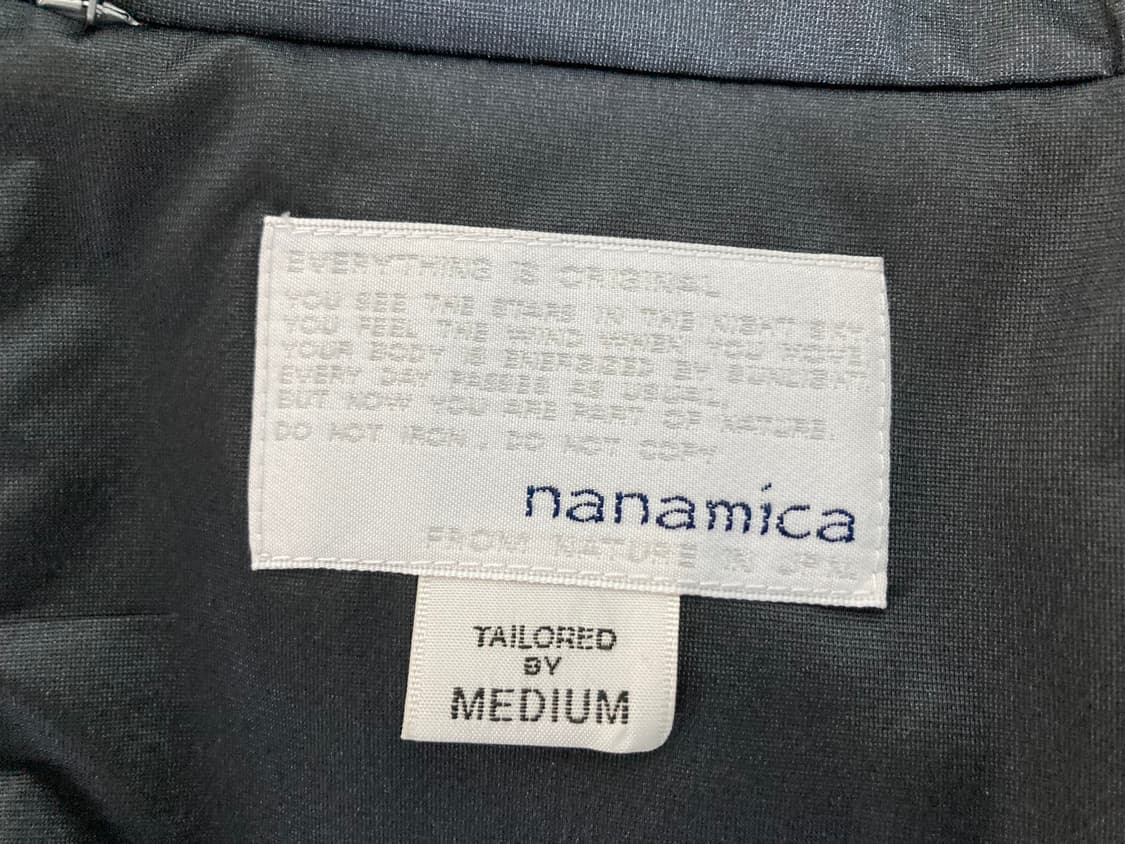 EVERYTHING IS ORIGINAL
YOU SEE THE STARS IN THE NIGHT SKY,
YOU FEEL THE WIND WHEN YOU MOVE
YOUR BODY IS ENERGIZED BY SUNLIGHT
EVERY DAY PASSES AS USUAL,
BUT NOW YOU ARE PART OF NATURE.
DO NOT IRON, DO NOT COPY
nanamica
FROM NATURE IN
TAILORED
BY
MEDIUM